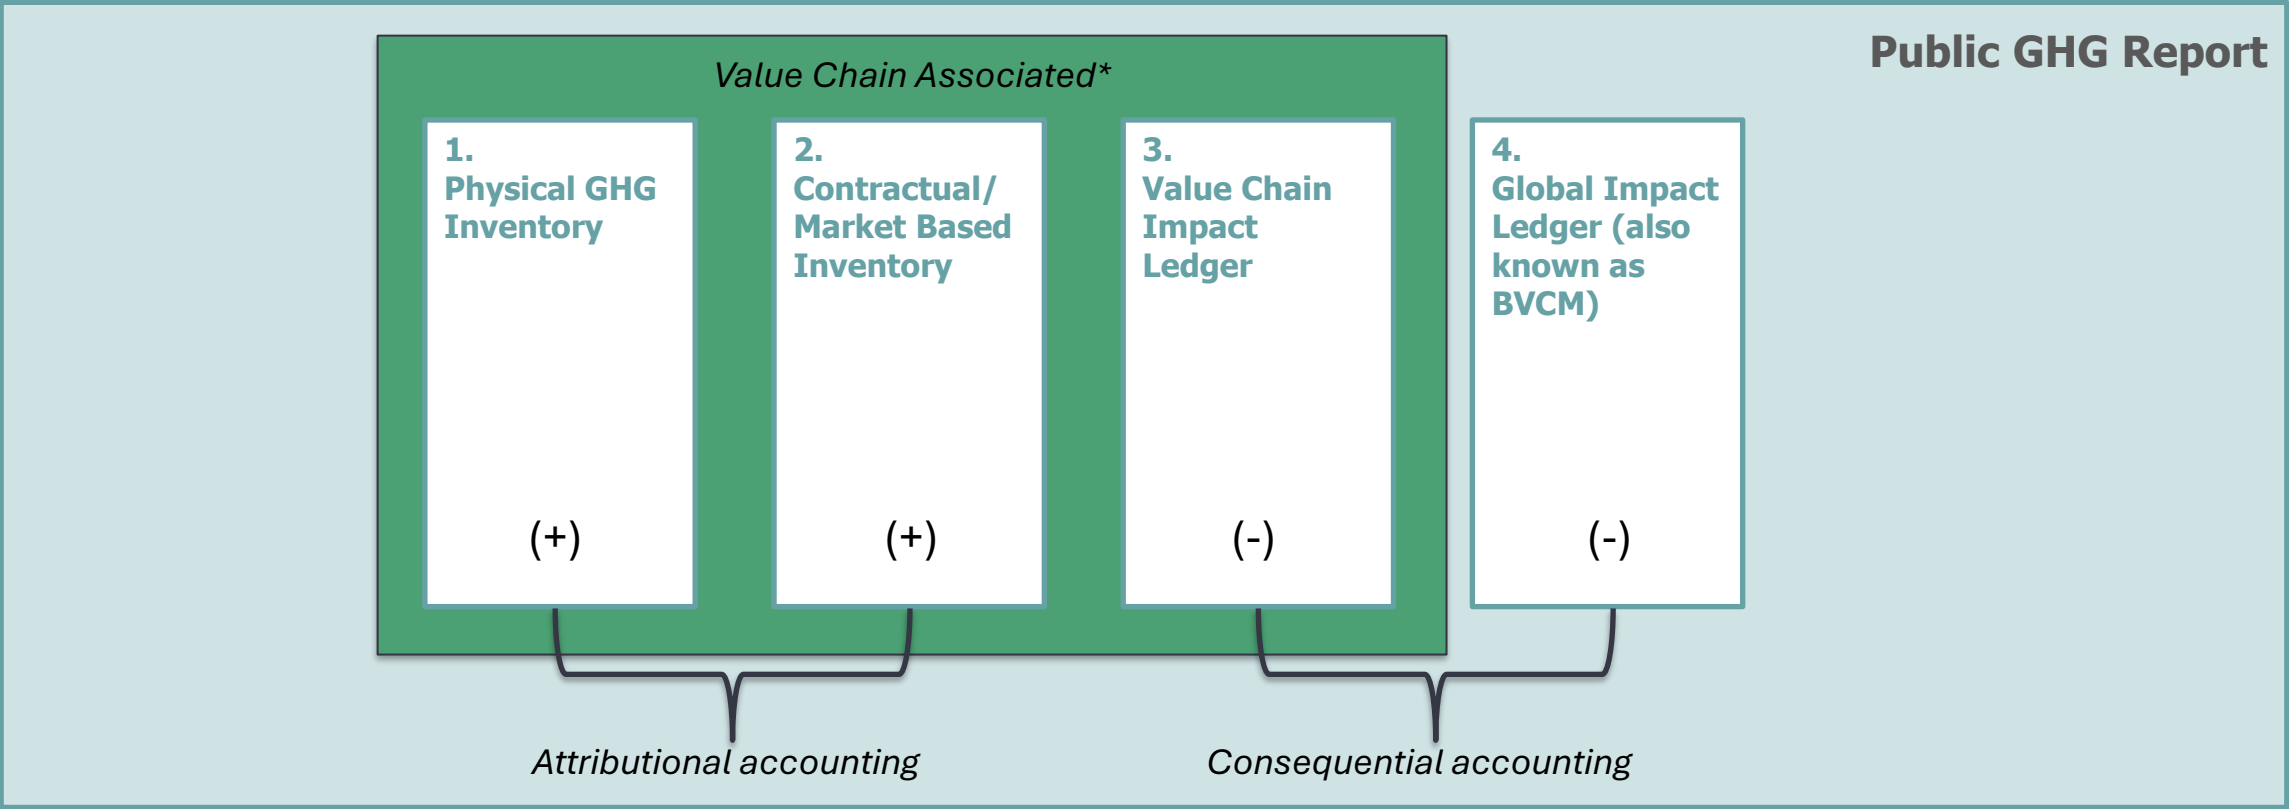 Public GHG Report
Value Chain Associated*
1.
Physical GHG
Inventory
(+)
2.
Contractual/
Market Based
Inventory
(+)
3.
Value Chain
Impact
Ledger
(-)
4.
Global Impact
Ledger (also
known as
BVCM)
(-)
Attributional accounting
Consequential accounting